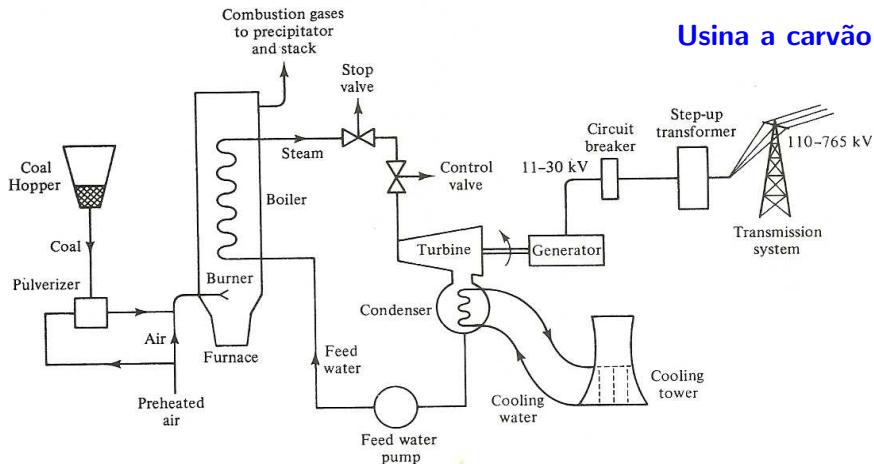 Usina a carvão
Combustion gases
to precipitator
and stack
Stop
valve
Steam
Control
valve
Coal
Hopper
Boiler
Coal
Pulverizer
Burner
Air
Furnace
Preheated
air
Feed
water
Feed water
pump
Turbine
Condenser
Generator
11–30 kV
Circuit
breaker
Step-up
transformer
110–765 kV
Transmission
system
Cooling
water
Cooling
tower